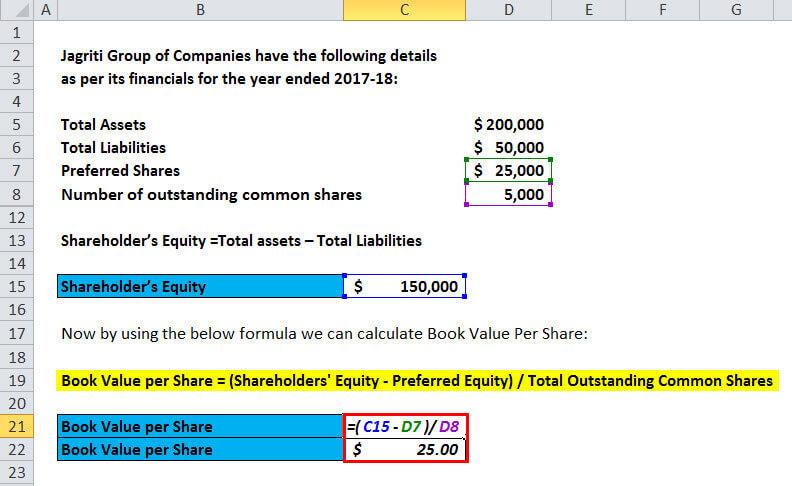 A B C D E F G
1
2 Jagriti Group of Companies have the following details
3 as per its financials for the year ended 2017-18:
4
5 Total Assets $ 200,000
6 Total Liabilities $ 50,000
7 Preferred Shares $ 25,000
8 Number of outstanding common shares 5,000
12
13 Shareholder’s Equity =Total assets – Total Liabilities
14
15 Shareholder’s Equity $ 150,000
16
17 Now by using the below formula we can calculate Book Value Per Share:
18
19 Book Value per Share = (Shareholders' Equity - Preferred Equity) / Total Outstanding Common Shares
20
21 Book Value per Share =( C15 - D7 )/ D8
22 Book Value per Share $ 25.00
23